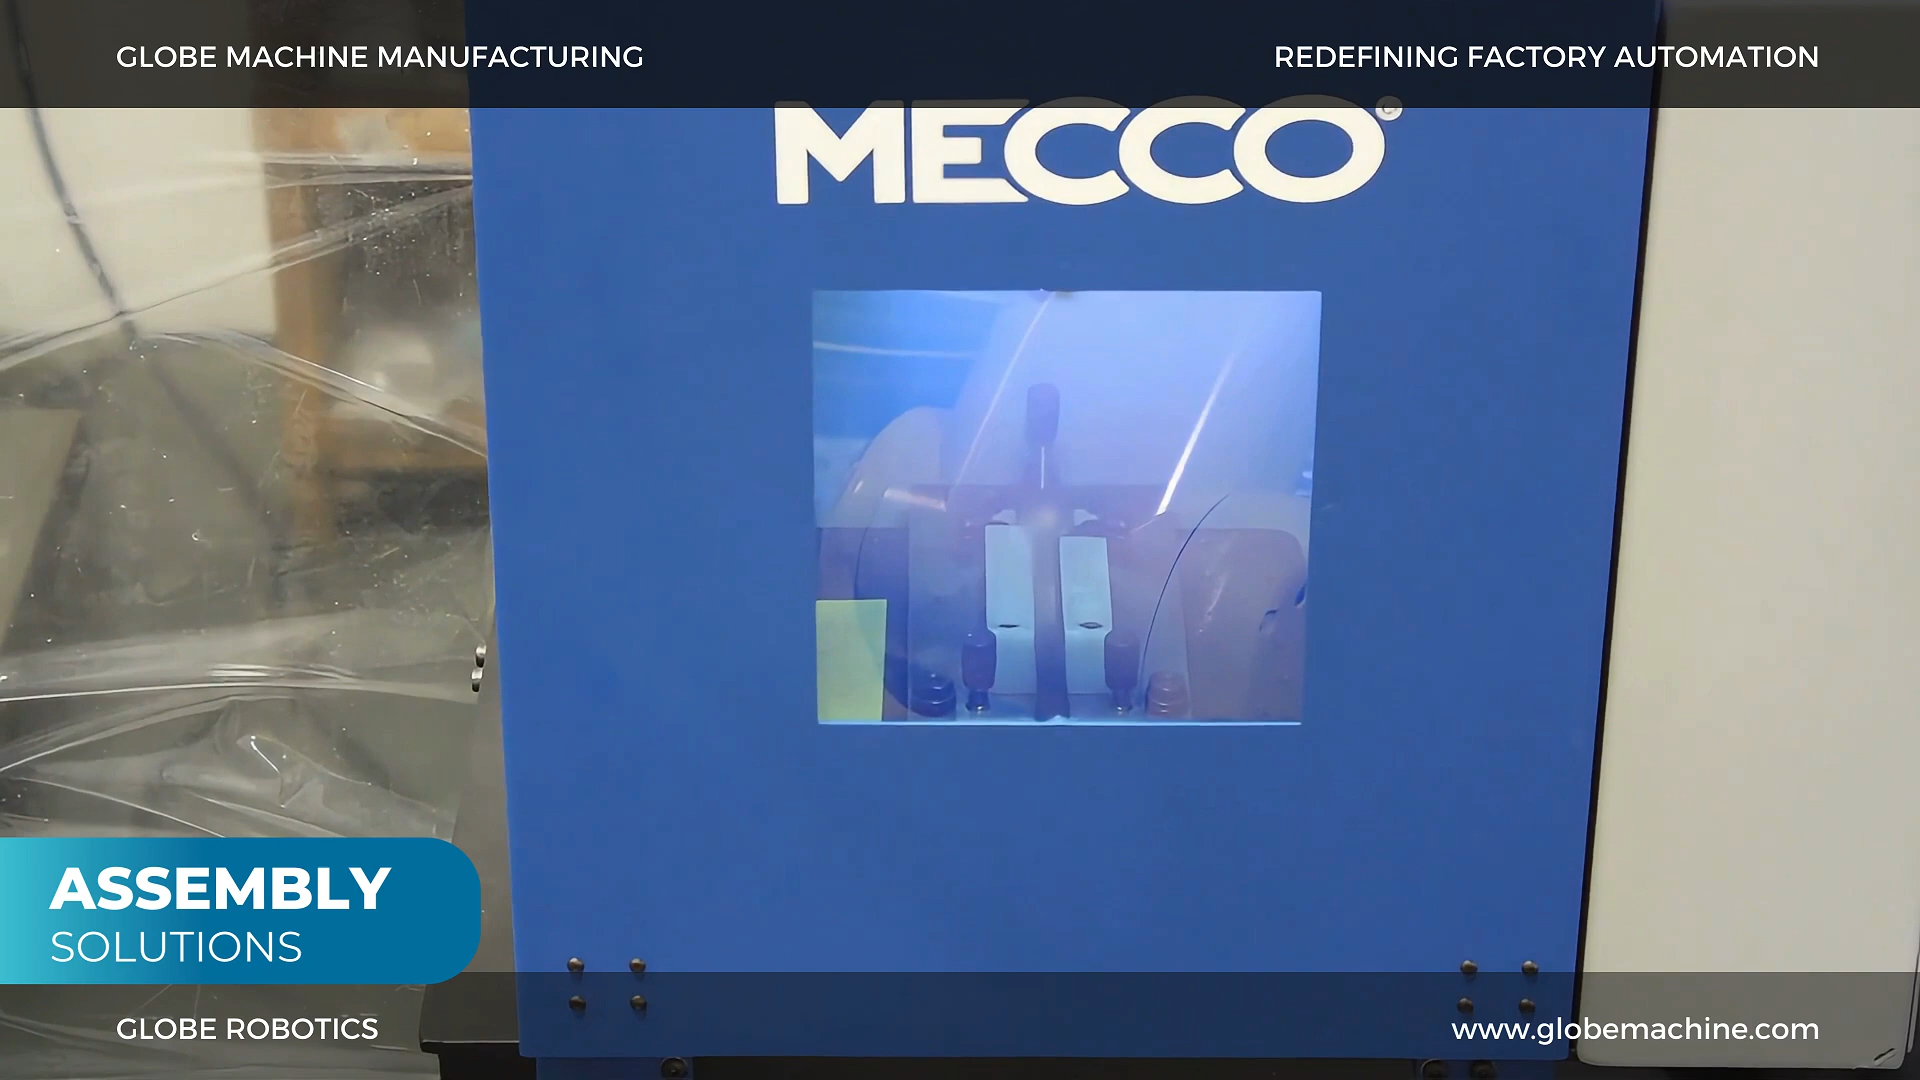 GLOBE MACHINE MANUFACTURING
REDEFINING FACTORY AUTOMATION
MECCO
ASSEMBLY
SOLUTIONS
GLOBE ROBOTICS
www.globemachine.com